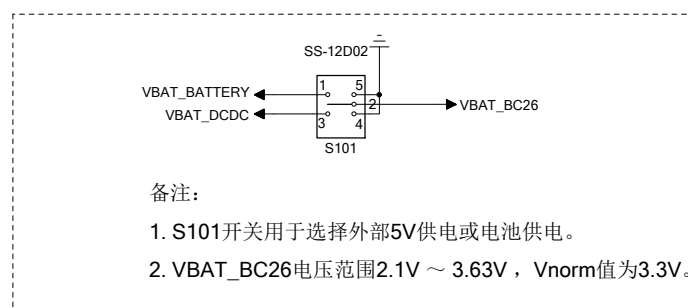 SS-12D02
VBAT_BATTERY
1
5
VBAT_DCDC
2
VBAT_BC26
3
4
S101
备注：
1. S101开关用于选择外部5V供电或电池供电。
2. VBAT_BC26电压范围2.1V ～ 3.63V ，Vnorm值为3.3V。